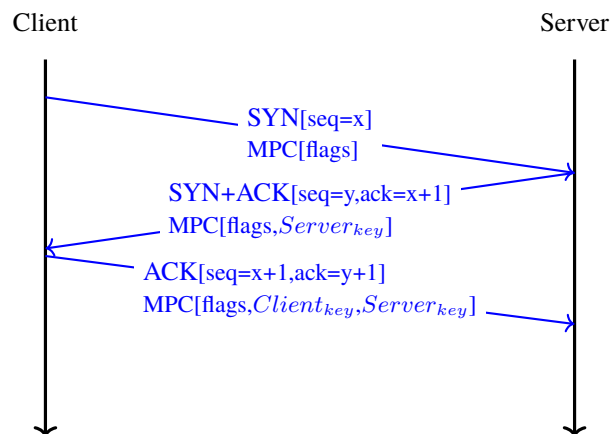 Client Server
SYN[seq=x]
MPC[flags]
SYN+ACK[seq=y,ack=x+1]
MPC[flags,Server_key]
ACK[seq=x+1,ack=y+1]
MPC[flags,Client_key,Server_key]